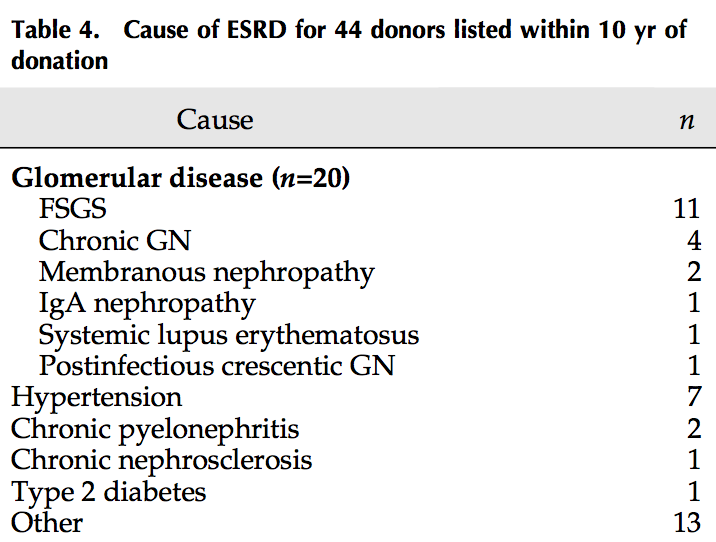 Table 4. Cause of ESRD for 44 donors listed within 10 yr of
donation
Cause n
Glomerular disease (n=20)
FSGS 11
Chronic GN 4
Membranous nephropathy 2
IgA nephropathy 1
Systemic lupus erythematosus 1
Postinfectious crescentic GN 1
Hypertension 7
Chronic pyelonephritis 2
Chronic nephrosclerosis 1
Type 2 diabetes 1
Other 13